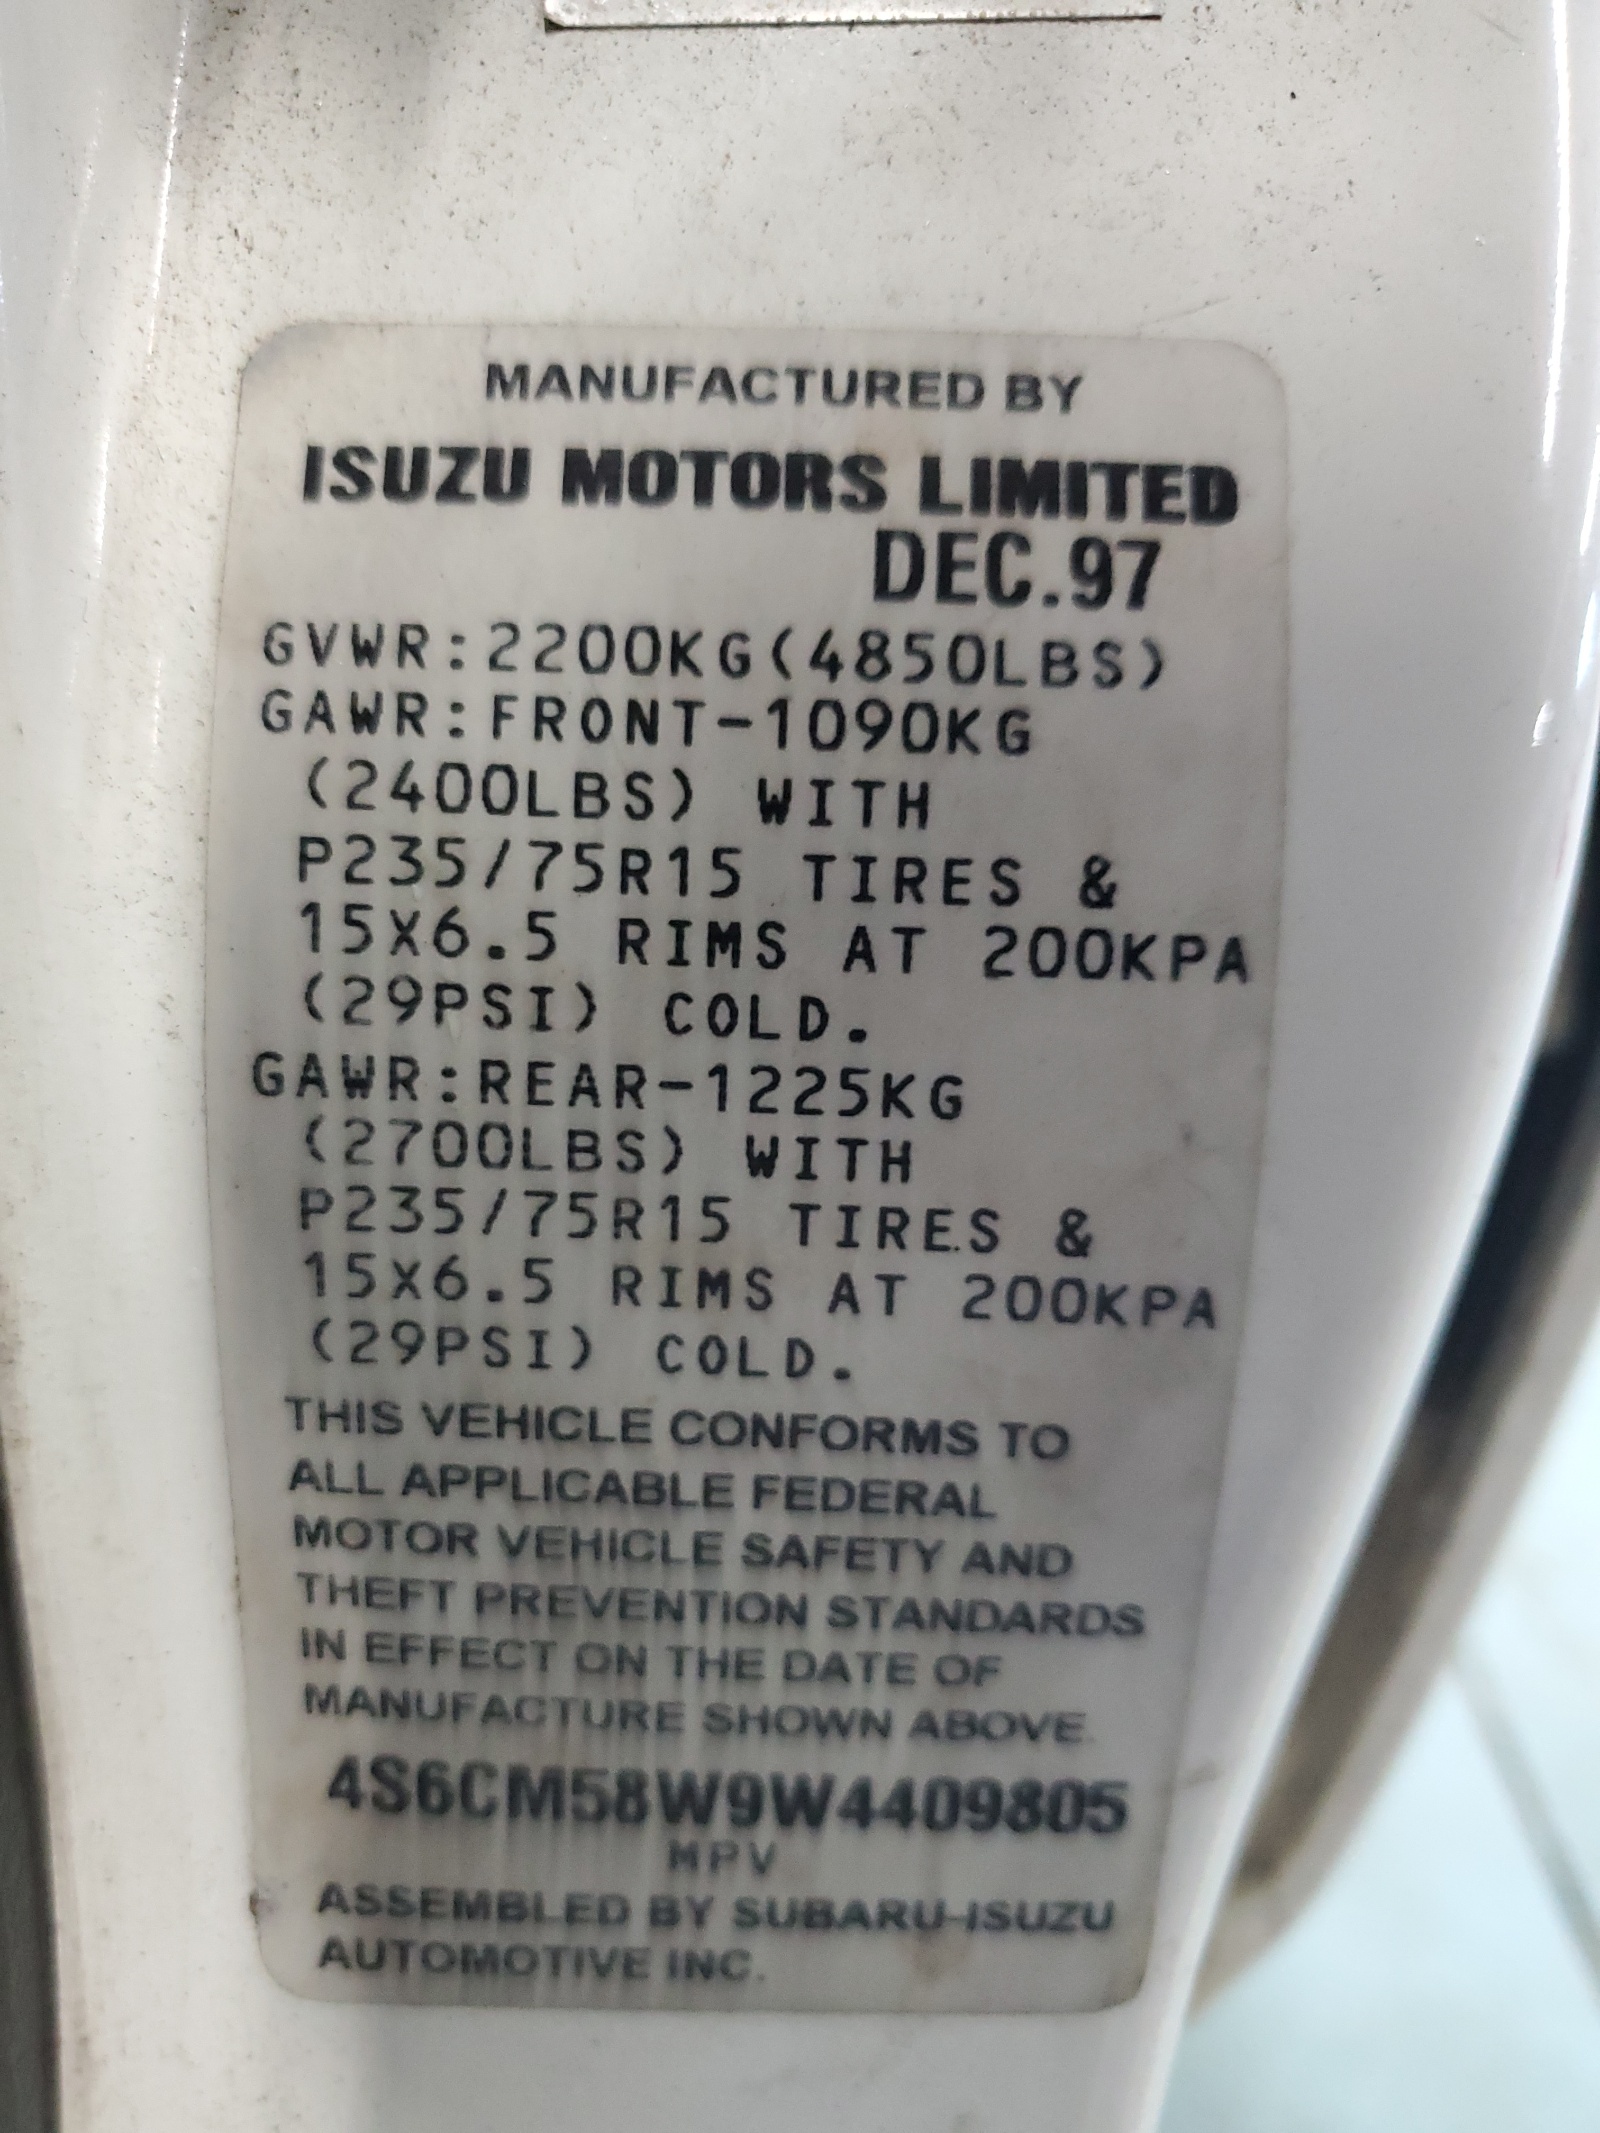 MANUFACTURED BY
ISUZU MOTORS LIMITED
DEC.97
GVWR:2200KG(4850LBS)
GAWR:FRONT-1090KG
(2400LBS) WITH
P235/75R15 TIRES &
15X6.5 RIMS AT 200KPA
(29PSI) COLD.
GAWR:REAR-1225KG
(2700LBS) WITH
P235/75R15 TIRES &
15X6.5 RIMS AT 200KPA
(29PSI) COLD.
THIS VEHICLE CONFORMS TO
ALL APPLICABLE FEDERAL
MOTOR VEHICLE SAFETY AND
THEFT PREVENTION STANDARDS
IN EFFECT ON THE DATE OF
MANUFACTURE SHOWN ABOVE.
4S6CM58W9W4409805
MPV
ASSEMBLED BY SUBARU-ISUZU
AUTOMOTIVE INC.